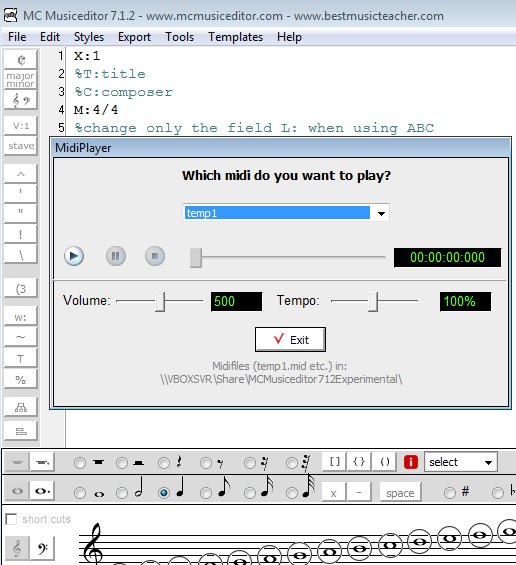 MC Musiceditor 7.1.2 - www.mcmusiceditor.com - www.bestmusicteacher.com
File Edit Styles Export Tools Templates Help
1 X:1
2 %T:title
3 %C:composer
4 M:4/4
5 %change only the field L: when using ABC
major
minor
V:1
stave
^
'
"
!
\
(3
w:
~
T
%
MidiPlayer
Which midi do you want to play?
temp1
00:00:00:000
Volume: 500 Tempo: 100%
Exit
Midifiles (temp1.mid etc.) in:
\\VBOXSVR\Share\MCMusiceditor712Experimental\
[] {} () i select
x - space # b
short cuts